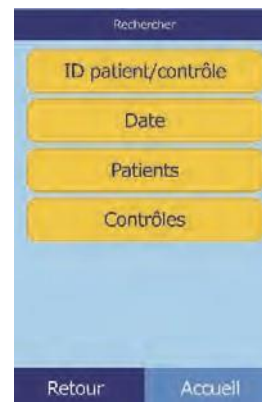 Rechercher
ID patient/contrôle
Date
Patients
Contrôles
Retour Accueil